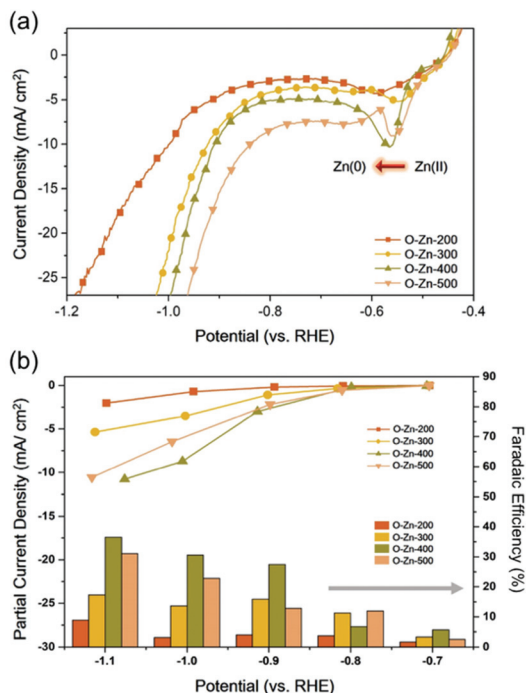 (a)
Current Density (mA/ cm²)
0
-5
-10
-15
-20
-25
Zn(0) Zn(II)
O-Zn-200
O-Zn-300
O-Zn-400
O-Zn-500
-1.2 -1.0 -0.8 -0.6 -0.4
Potential (vs. RHE)
(b)
Partial Current Density (mA/ cm²)
0
-5
-10
-15
-20
-25
-30
O-Zn-200
O-Zn-300
O-Zn-400
O-Zn-500
O-Zn-200
O-Zn-300
O-Zn-400
O-Zn-500
90
80
70
60
50
40
30
20
10
0
Faradaic Efficiency (%)
-1.1 -1.0 -0.9 -0.8 -0.7
Potential (vs. RHE)